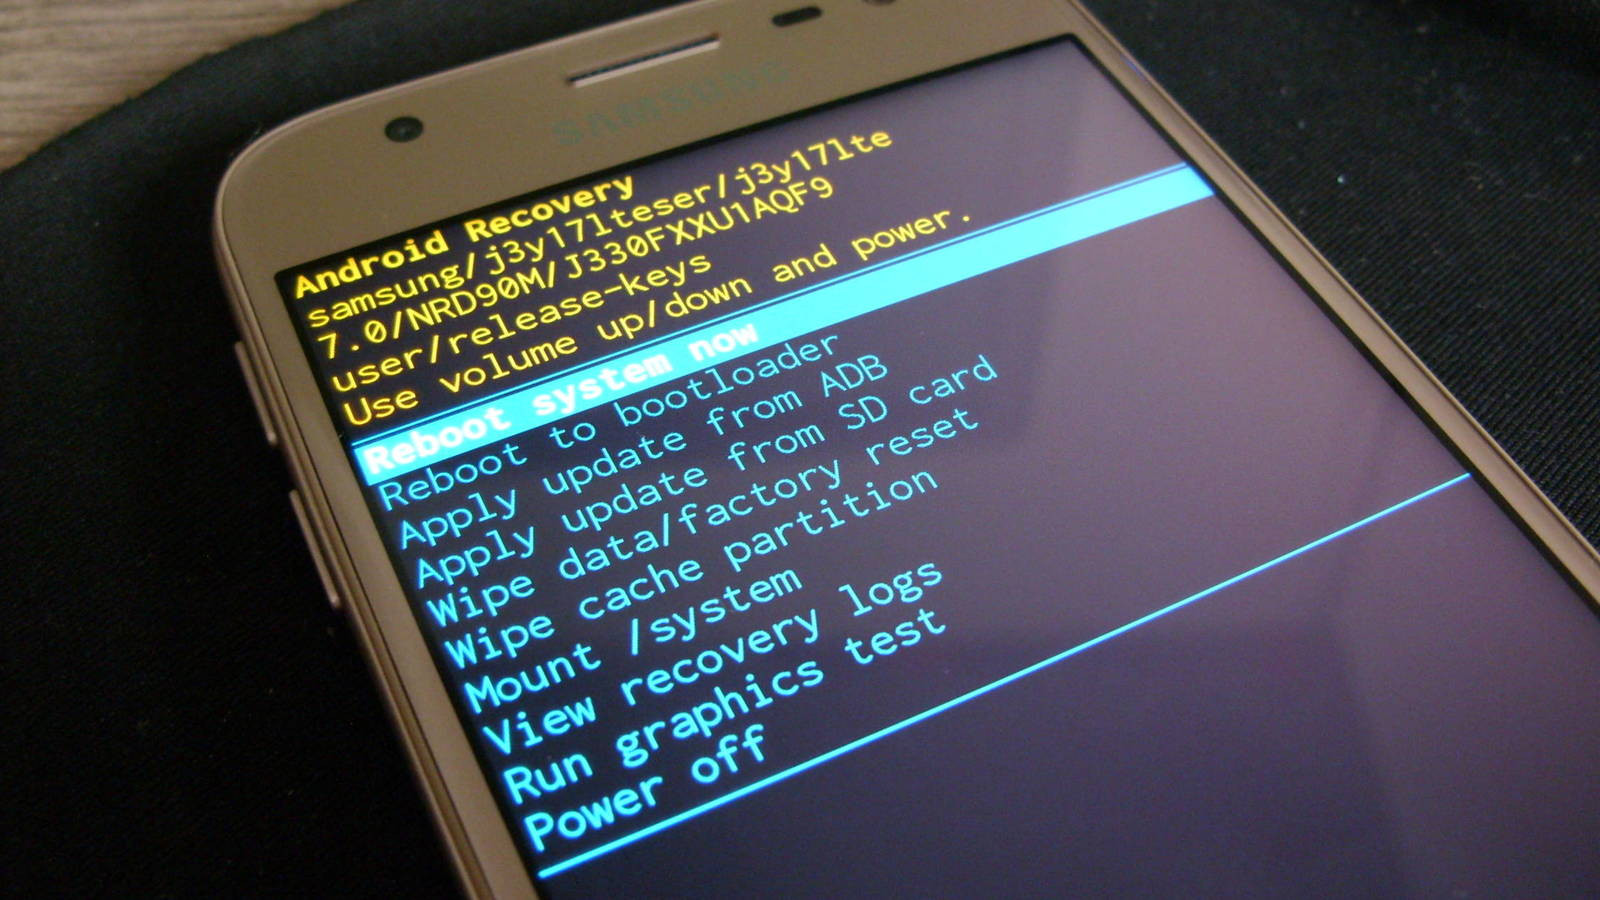 SAMSUNG
Android Recovery
samsung/j3y17lteser/j3y17lte
7.0/NRD90M/J330FXXU1AQF9
user/release-keys
Use volume up/down and power.
Reboot system now
Reboot to bootloader
Apply update from ADB
Apply update from SD card
Wipe data/factory reset
Wipe cache partition
Mount /system
View recovery logs
Run graphics test
Power off